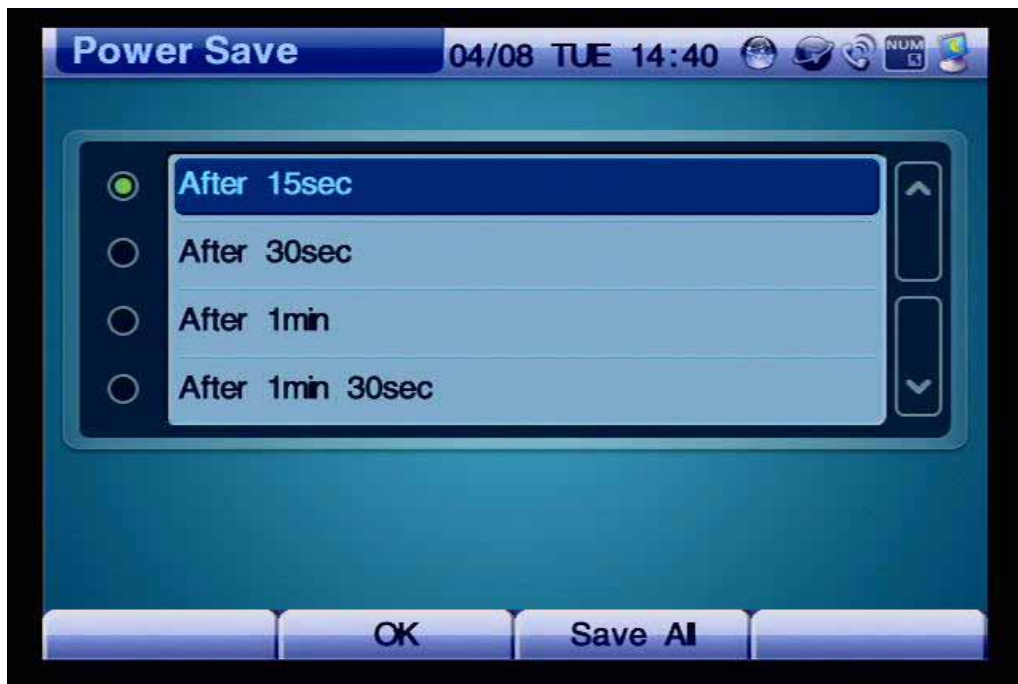 Power Save 04/08 TUE 14:40 NUM
After 15sec
After 30sec
After 1min
After 1min 30sec
OK Save All